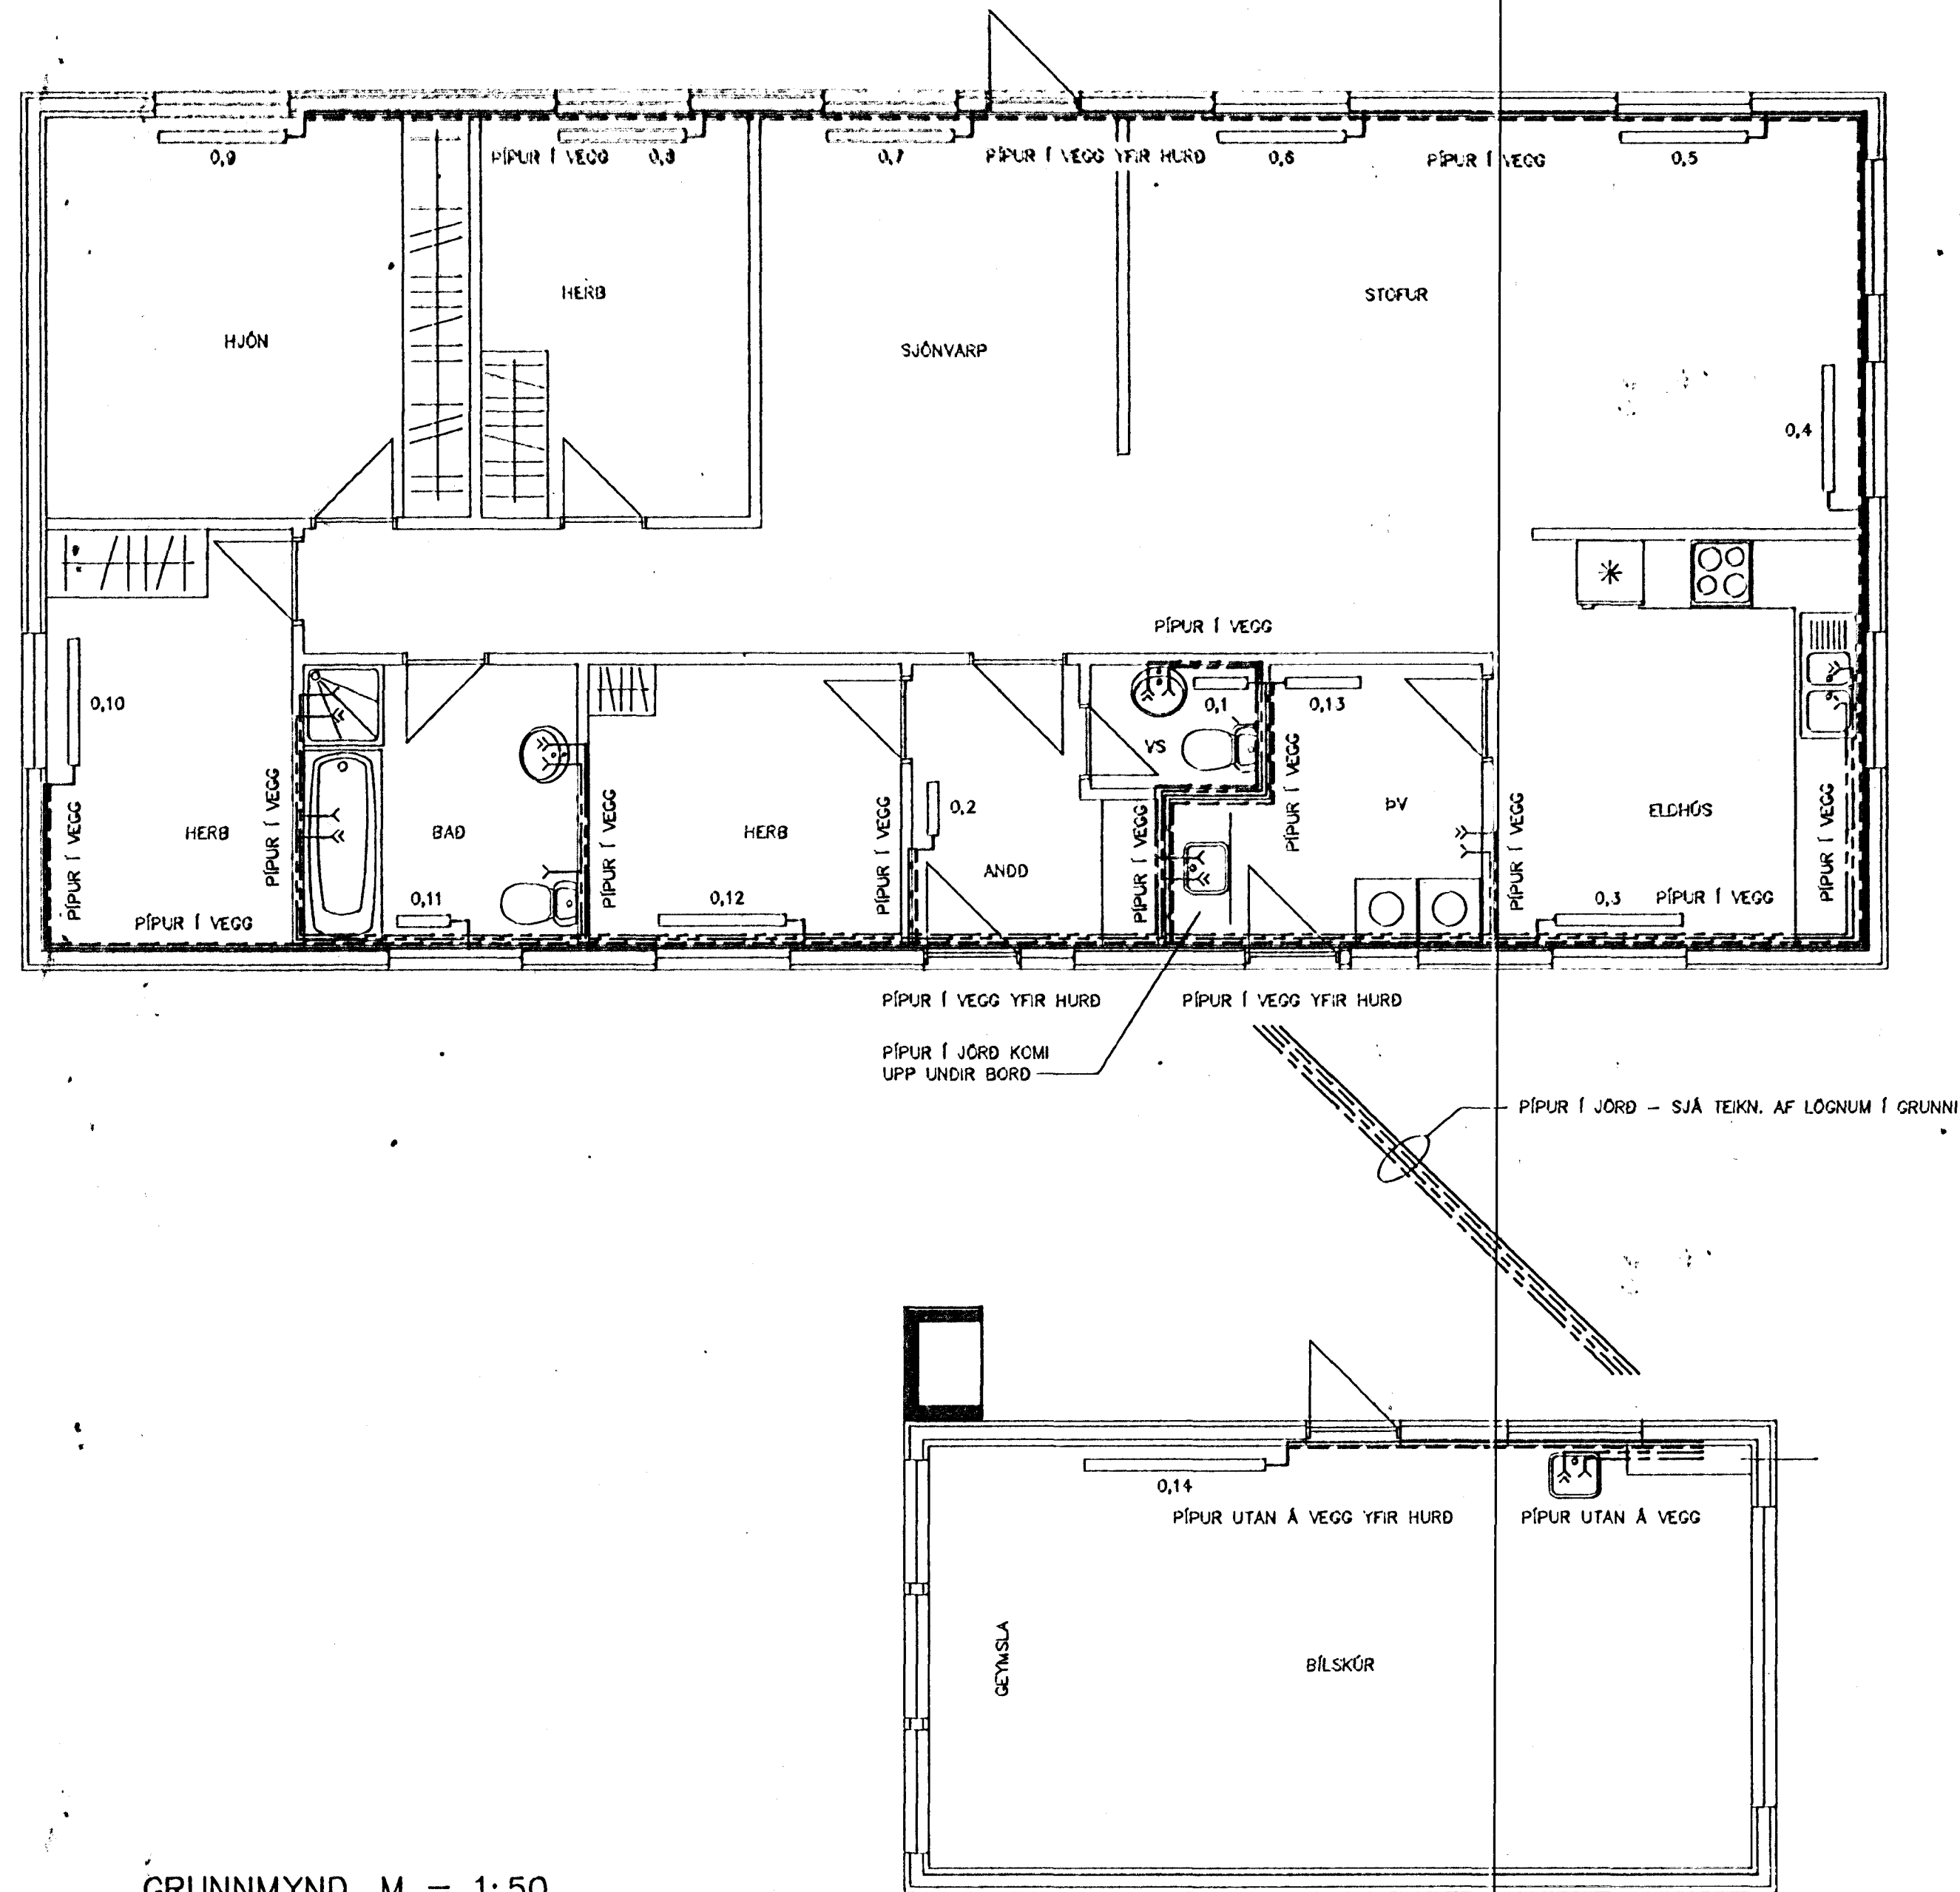 0,9
PÍPUR Í VEGG
0,8
0,7
PÍPUR Í VEGG YFIR HURÐ
0,6
PÍPUR Í VEGG
0,5
HJÓN
HERB
SJÓNVARP
STOFUR
0,4
PÍPUR Í VEGG
0,10
0,1
0,13
VS
PÍPUR Í VEGG
HERB
PÍPUR Í VEGG
PÍPUR Í VEGG
BAÐ
PÍPUR Í VEGG
HERB
PÍPUR Í VEGG
0,2
ANDD
PÍPUR Í VEGG
PÍPUR Í VEGG
ÞV
PÍPUR Í VEGG
ELDHÚS
PÍPUR Í VEGG
0,11
0,12
0,3
PÍPUR Í VEGG
PÍPUR Í VEGG YFIR HURÐ
PÍPUR Í VEGG YFIR HURÐ
PÍPUR Í JÖRÐ KOMI
UPP UNDIR BORÐ
PÍPUR Í JÖRÐ – SJÁ TEIKN. AF LÖGNUM Í GRUNNI
0,14
PÍPUR UTAN Á VEGG YFIR HURÐ
PÍPUR UTAN Á VEGG
GEYMSLA
BÍLSKÚR
GRUNNMYND M = 1:50